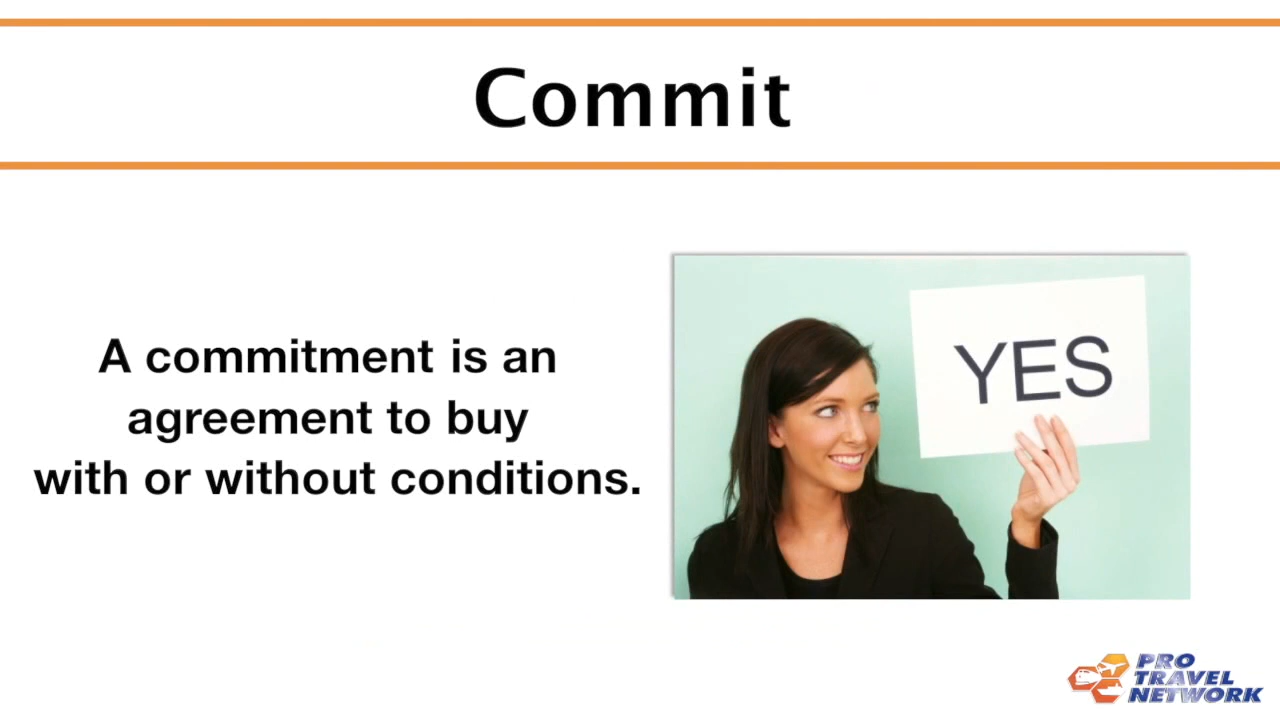 Commit
A commitment is an
agreement to buy
with or without conditions.
YES
PRO
TRAVEL
NETWORK